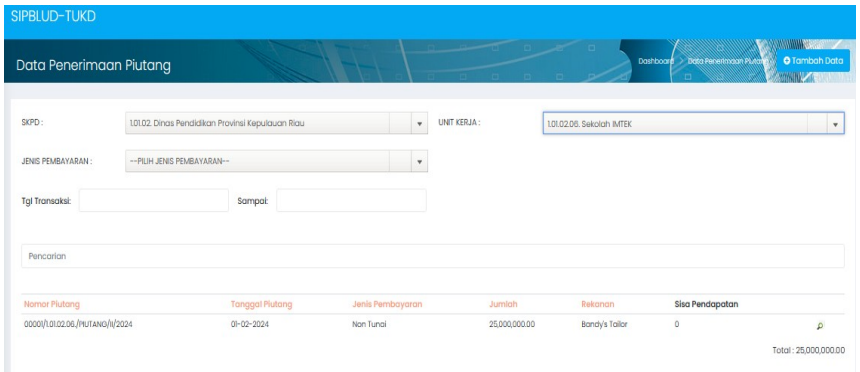 SIPBLUD-TUKD
Data Penerimaan Piutang
Dashboard > Data Penerimaan Piutang
Tambah Data
SKPD : 1.01.02. Dinas Pendidikan Provinsi Kepulauan Riau UNIT KERJA : 1.01.02.06. Sekolah IMTEK
JENIS PEMBAYARAN : --PILIH JENIS PEMBAYARAN--
Tgl Transaksi: Sampai:
Pencarian
Nomor Piutang Tanggal Piutang Jenis Pembayaran Jumlah Rekanan Sisa Pendapatan
00001/1.01.02.06./PIUTANG/II/2024 01-02-2024 Non Tunai 25,000,000.00 Bandy's Tailor 0
Total : 25,000,000.00